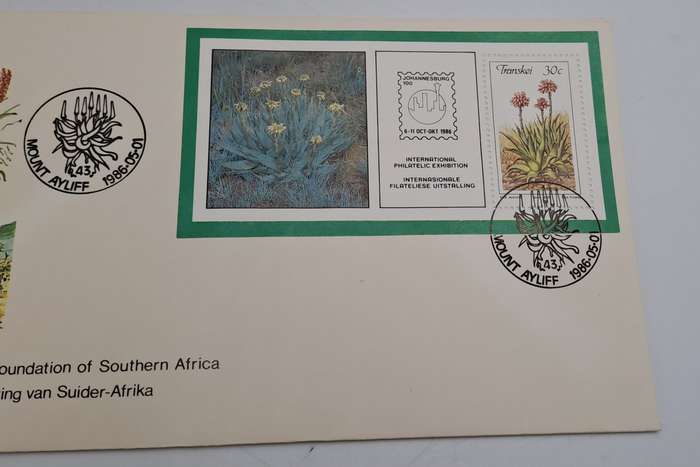 Transkei 30c
JOHANNESBURG
100
6-11 OCT-OKT 1986
INTERNATIONAL
PHILATELIC EXHIBITION
INTERNASIONALE
FILATELIESE UITSTALLING
MOUNT AYLIFF 1986-05-01
43
MOUNT AYLIFF 1986-05-01
43
oundation of Southern Africa
ing van Suider-Afrika